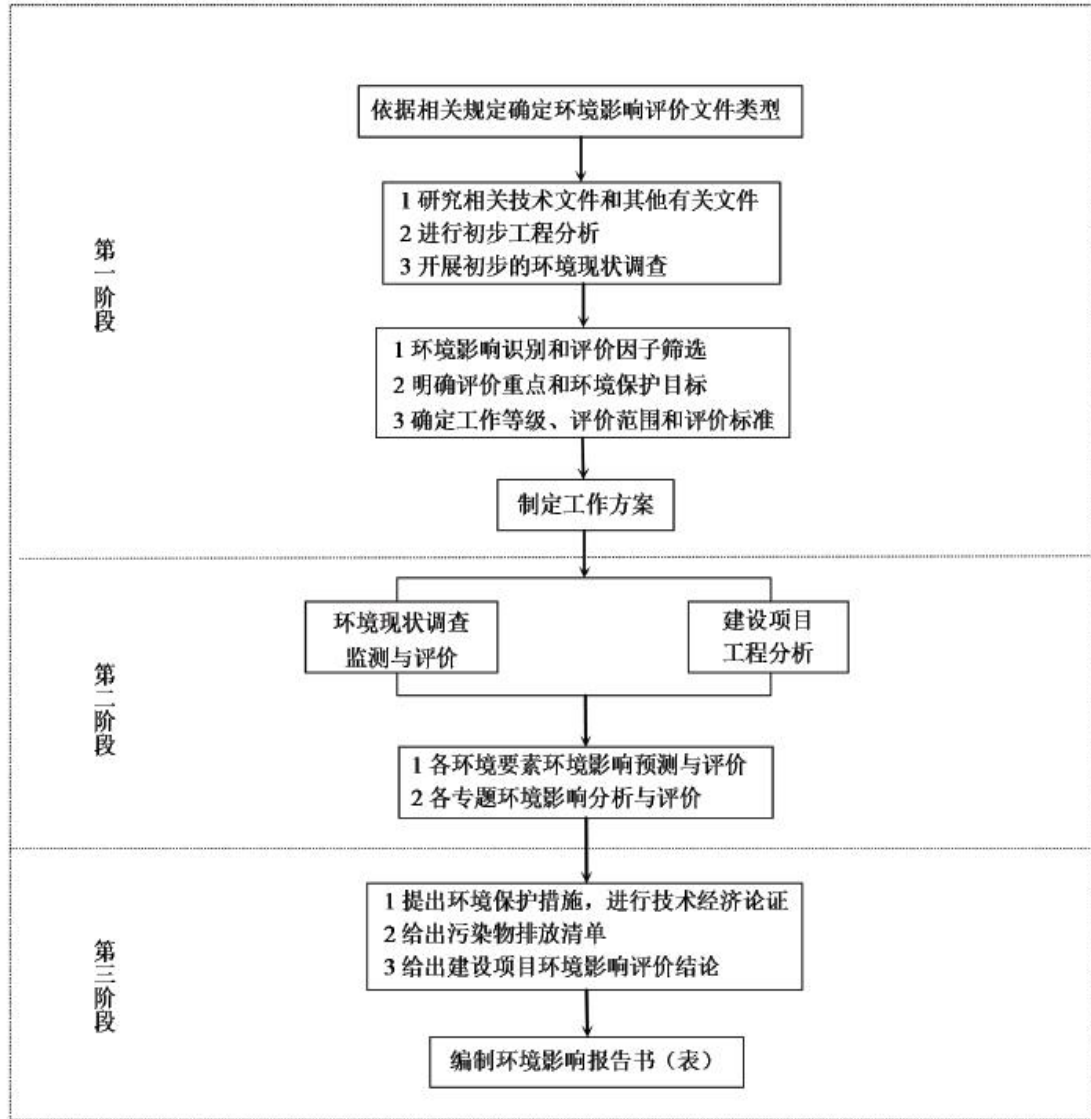 依据相关规定确定环境影响评价文件类型
1 研究相关技术文件和其他有关文件
2 进行初步工程分析
3 开展初步的环境现状调查
第一阶段
1 环境影响识别和评价因子筛选
2 明确评价重点和环境保护目标
3 确定工作等级、评价范围和评价标准
制定工作方案
环境现状调查
监测与评价
建设项目
工程分析
第二阶段
1 各环境要素环境影响预测与评价
2 各专题环境影响分析与评价
1 提出环境保护措施，进行技术经济论证
2 给出污染物排放清单
3 给出建设项目环境影响评价结论
第三阶段
编制环境影响报告书（表）